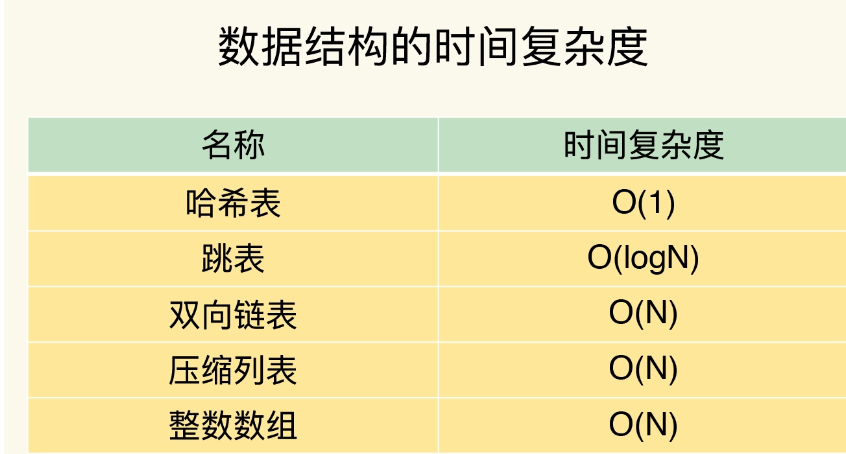 数据结构的时间复杂度
名称 时间复杂度
哈希表 O(1)
跳表 O(logN)
双向链表 O(N)
压缩列表 O(N)
整数数组 O(N)